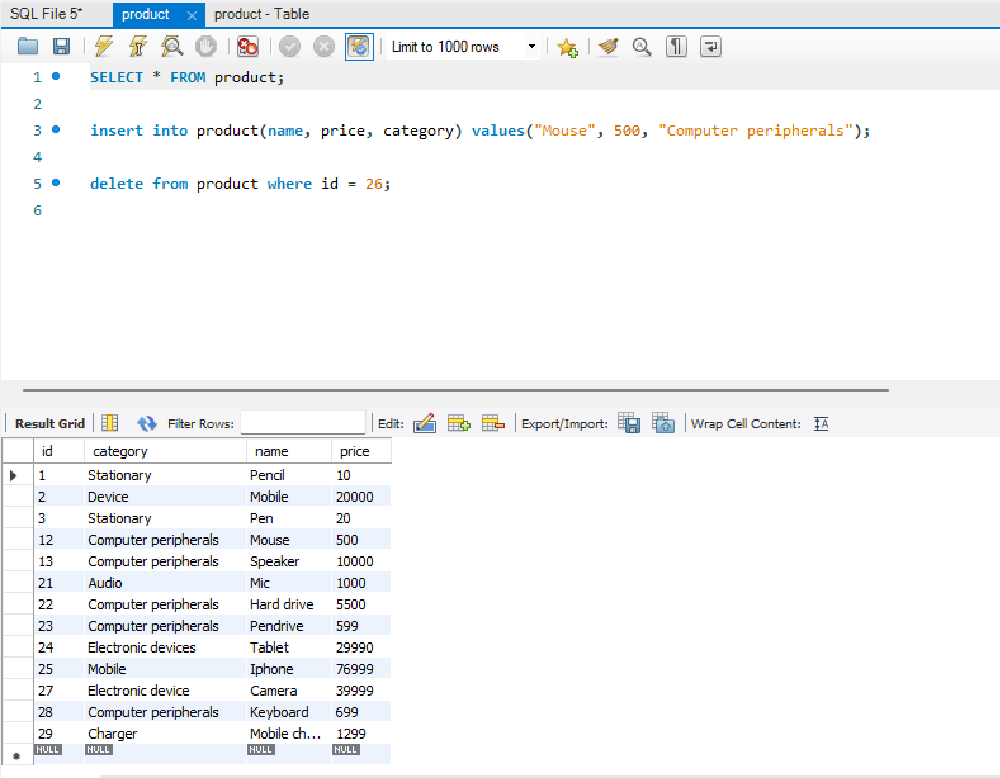 SQL File 5* product product - Table
Limit to 1000 rows
1 SELECT * FROM product;
2
3 insert into product(name, price, category) values("Mouse", 500, "Computer peripherals");
4
5 delete from product where id = 26;
6
Result Grid Filter Rows: Edit: Export/Import: Wrap Cell Content: IA
id category name price
1 Stationary Pencil 10
2 Device Mobile 20000
3 Stationary Pen 20
12 Computer peripherals Mouse 500
13 Computer peripherals Speaker 10000
21 Audio Mic 1000
22 Computer peripherals Hard drive 5500
23 Computer peripherals Pendrive 599
24 Electronic devices Tablet 29990
25 Mobile Iphone 76999
27 Electronic device Camera 39999
28 Computer peripherals Keyboard 699
29 Charger Mobile ch... 1299
NULL NULL NULL NULL